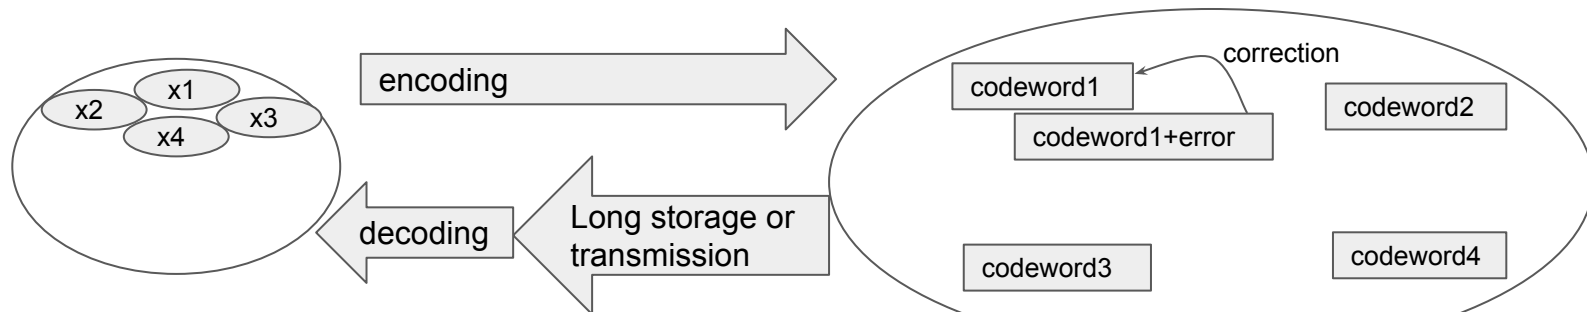 x1
x2
x3
x4
encoding
decoding
Long storage or
transmission
correction
codeword1
codeword1+error
codeword2
codeword3
codeword4